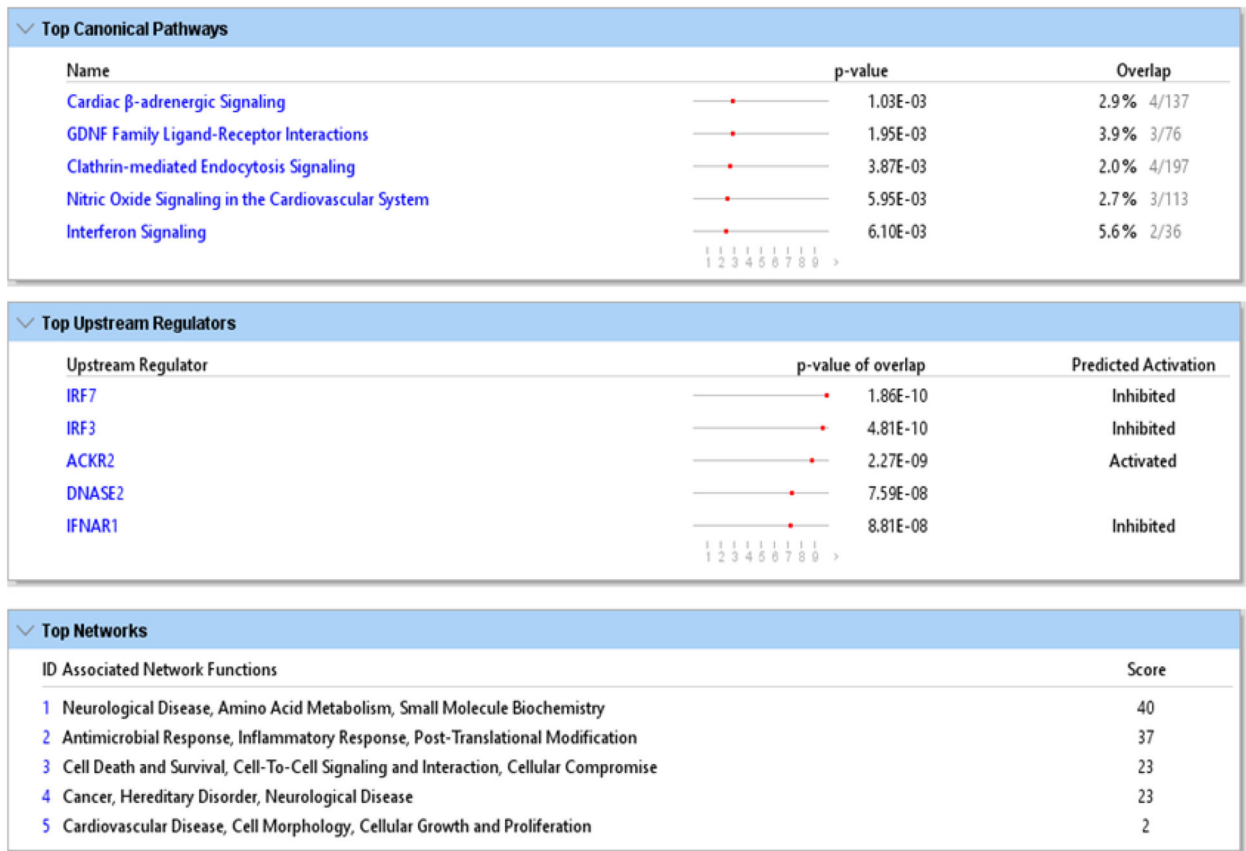 Top Canonical Pathways
Name p-value Overlap
Cardiac β-adrenergic Signaling 1.03E-03 2.9% 4/137
GDNF Family Ligand-Receptor Interactions 1.95E-03 3.9% 3/76
Clathrin-mediated Endocytosis Signaling 3.87E-03 2.0% 4/197
Nitric Oxide Signaling in the Cardiovascular System 5.95E-03 2.7% 3/113
Interferon Signaling 6.10E-03 5.6% 2/36
1 2 3 4 5 6 7 8 9 >
Top Upstream Regulators
Upstream Regulator p-value of overlap Predicted Activation
IRF7 1.86E-10 Inhibited
IRF3 4.81E-10 Inhibited
ACKR2 2.27E-09 Activated
DNASE2 7.59E-08
IFNAR1 8.81E-08 Inhibited
1 2 3 4 5 6 7 8 9 >
Top Networks
ID Associated Network Functions Score
1 Neurological Disease, Amino Acid Metabolism, Small Molecule Biochemistry 40
2 Antimicrobial Response, Inflammatory Response, Post-Translational Modification 37
3 Cell Death and Survival, Cell-To-Cell Signaling and Interaction, Cellular Compromise 23
4 Cancer, Hereditary Disorder, Neurological Disease 23
5 Cardiovascular Disease, Cell Morphology, Cellular Growth and Proliferation 2